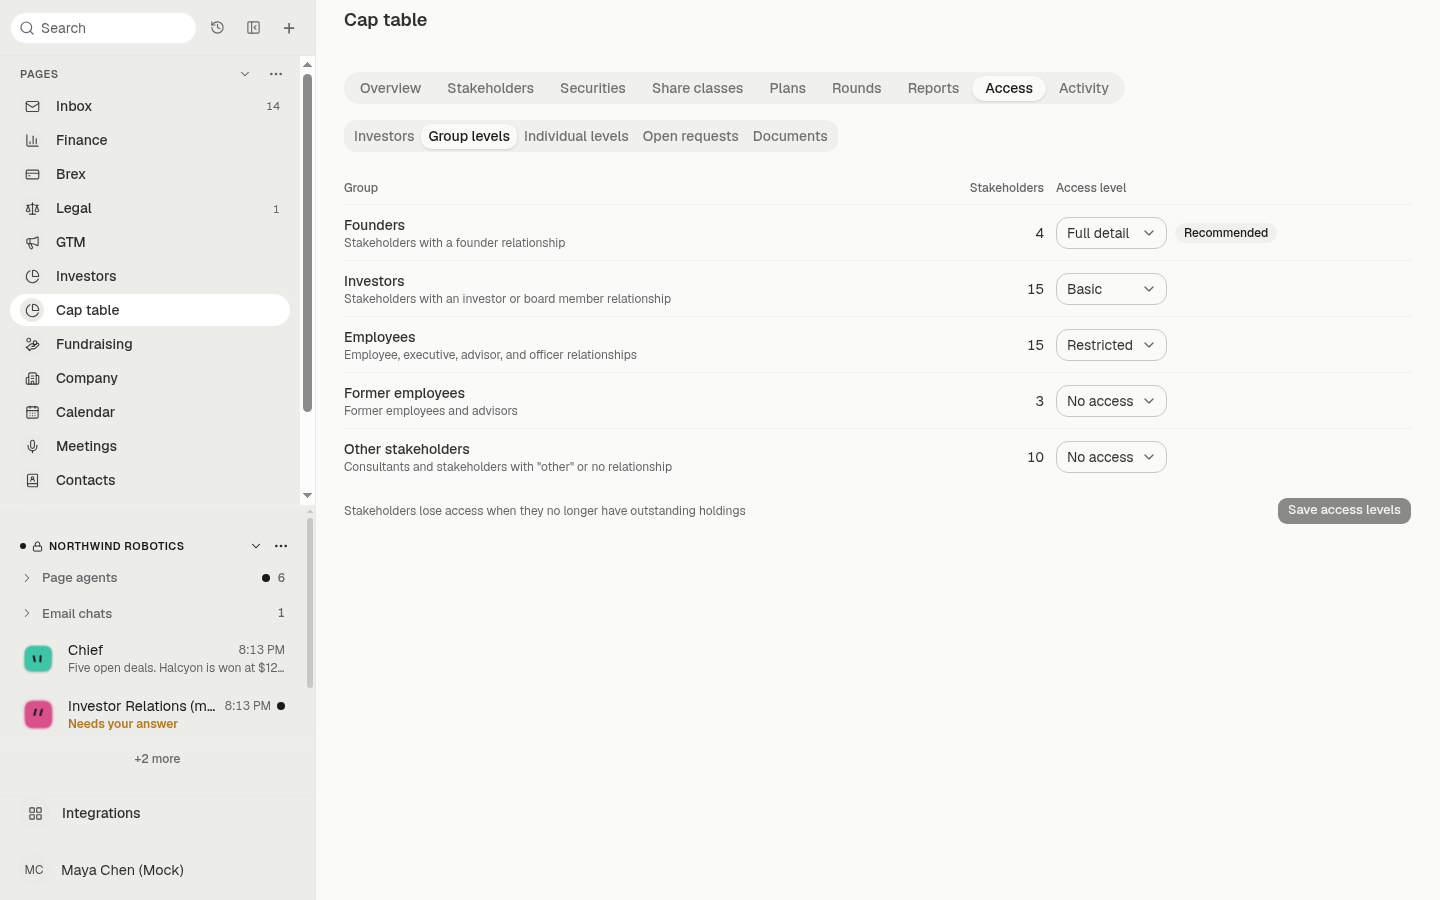 Search
PAGES
Inbox 14
Finance
Brex
Legal 1
GTM
Investors
Cap table
Fundraising
Company
Calendar
Meetings
Contacts
NORTHWIND ROBOTICS
Page agents 6
Email chats 1
Chief 8:13 PM
Five open deals. Halcyon is won at $12...
Investor Relations (m... 8:13 PM
Needs your answer
+2 more
Integrations
MC Maya Chen (Mock)
Cap table
Overview Stakeholders Securities Share classes Plans Rounds Reports Access Activity
Investors Group levels Individual levels Open requests Documents
Group Stakeholders Access level
Founders
Stakeholders with a founder relationship
4 Full detail Recommended
Investors
Stakeholders with an investor or board member relationship
15 Basic
Employees
Employee, executive, advisor, and officer relationships
15 Restricted
Former employees
Former employees and advisors
3 No access
Other stakeholders
Consultants and stakeholders with "other" or no relationship
10 No access
Stakeholders lose access when they no longer have outstanding holdings
Save access levels